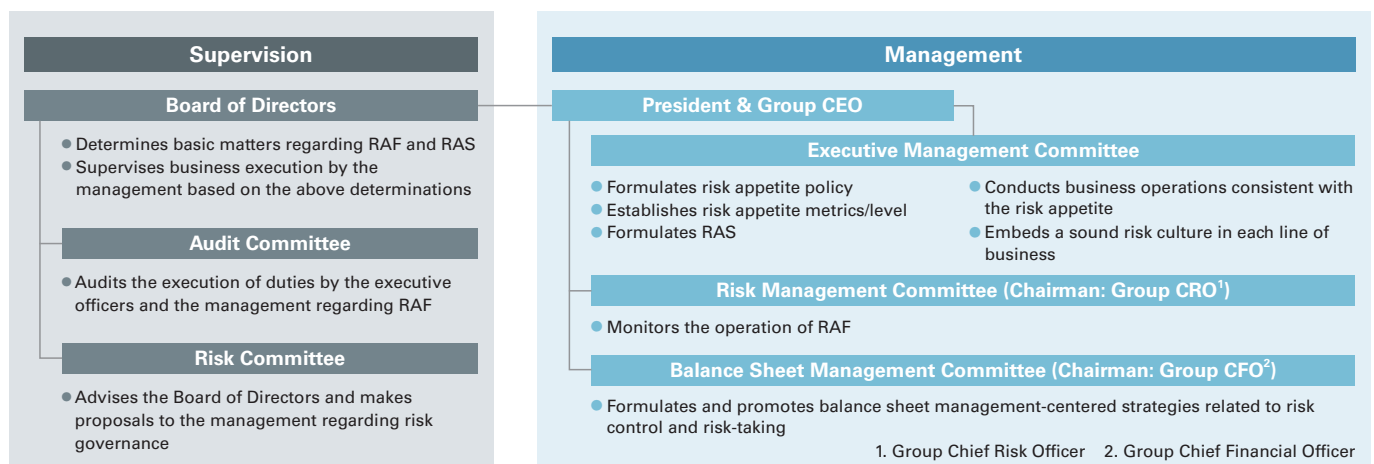 Supervision
Board of Directors
● Determines basic matters regarding RAF and RAS
● Supervises business execution by the
management based on the above determinations
Audit Committee
● Audits the execution of duties by the executive
officers and the management regarding RAF
Risk Committee
● Advises the Board of Directors and makes
proposals to the management regarding risk
governance
Management
President & Group CEO
Executive Management Committee
● Formulates risk appetite policy
● Establishes risk appetite metrics/level
● Formulates RAS
● Conducts business operations consistent with
the risk appetite
● Embeds a sound risk culture in each line of
business
Risk Management Committee (Chairman: Group CRO¹)
● Monitors the operation of RAF
Balance Sheet Management Committee (Chairman: Group CFO²)
● Formulates and promotes balance sheet management-centered strategies related to risk
control and risk-taking
1. Group Chief Risk Officer 2. Group Chief Financial Officer